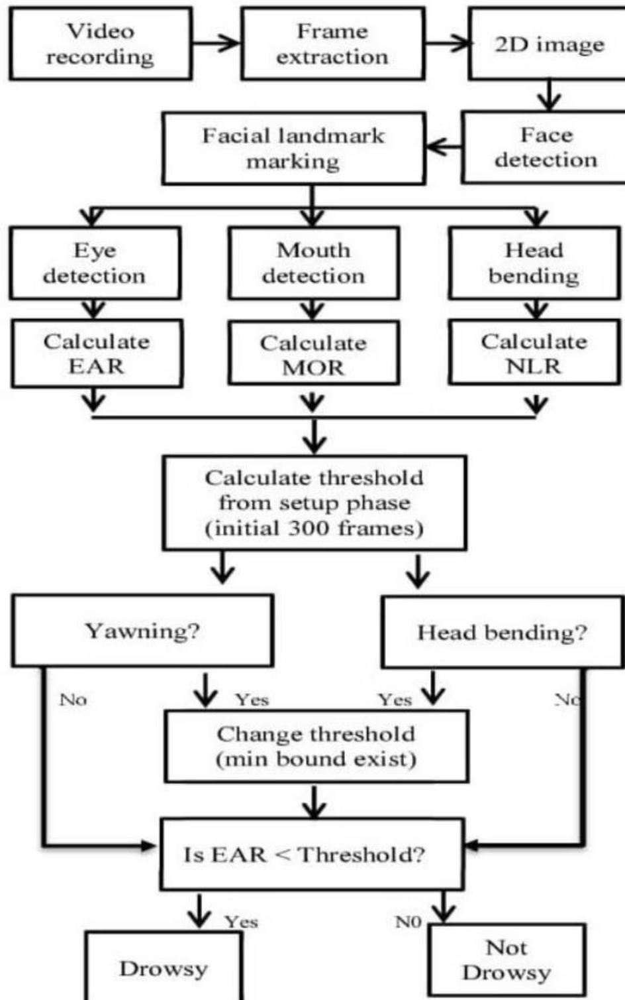 Video
recording
Frame
extraction
2D image
Facial landmark
marking
Face
detection
Eye
detection
Mouth
detection
Head
bending
Calculate
EAR
Calculate
MOR
Calculate
NLR
Calculate threshold
from setup phase
(initial 300 frames)
Yawning?
Head bending?
No
Yes
Yes
No
Change threshold
(min bound exist)
Is EAR < Threshold?
Yes
N0
Drowsy
Not
Drowsy